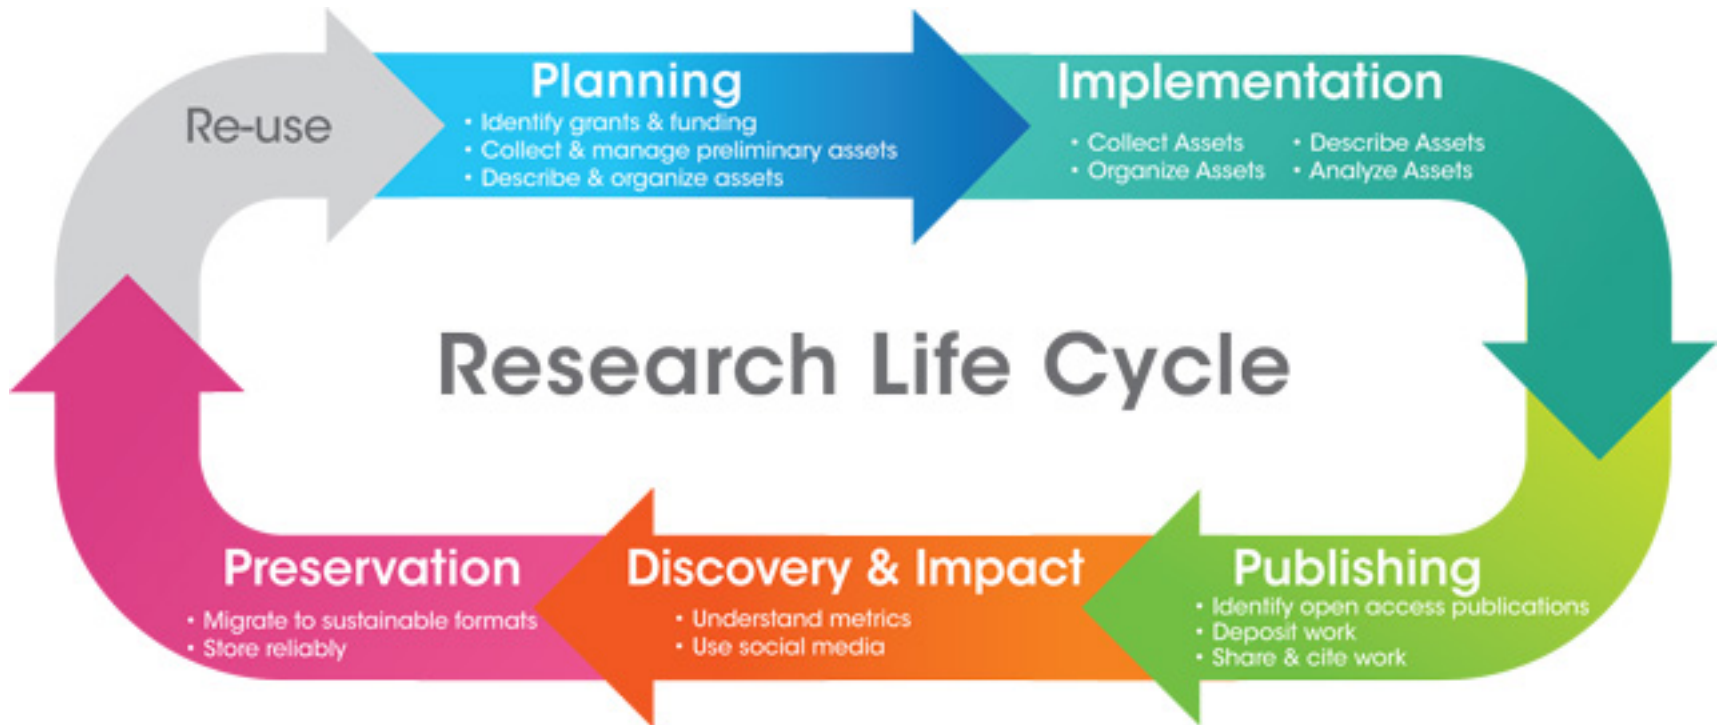 Re-use
Planning
• Identify grants & funding
• Collect & manage preliminary assets
• Describe & organize assets
Implementation
• Collect Assets • Describe Assets
• Organize Assets • Analyze Assets
Research Life Cycle
Publishing
• Identify open access publications
• Deposit work
• Share & cite work
Discovery & Impact
• Understand metrics
• Use social media
Preservation
• Migrate to sustainable formats
• Store reliably